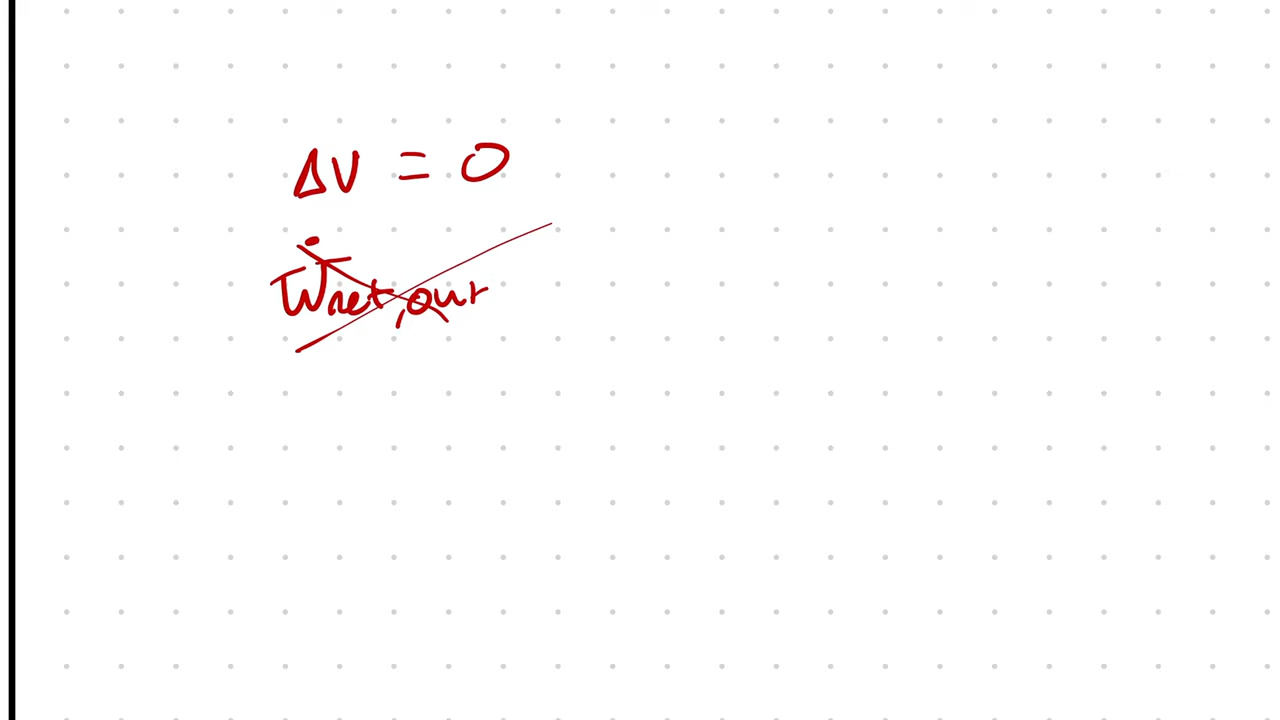 ΔV = 0
Ẇnet,out